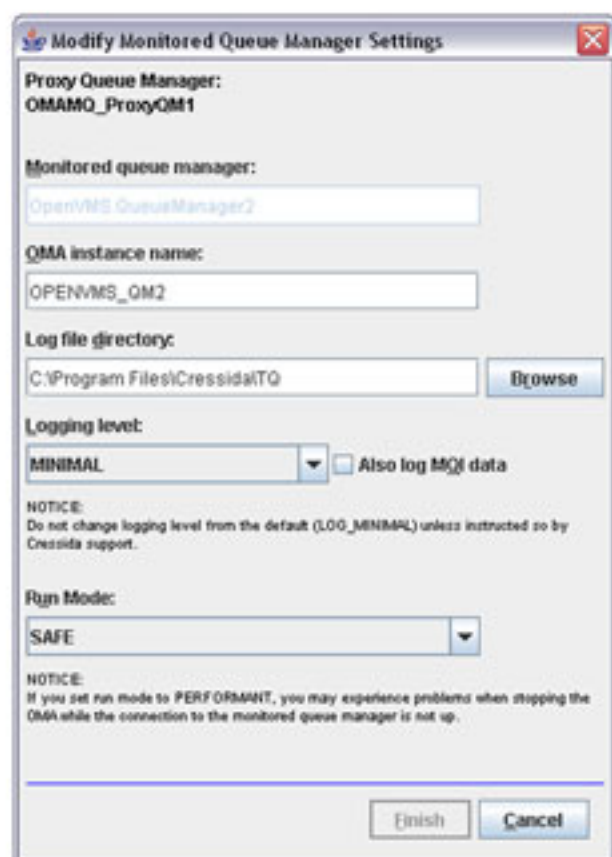 Modify Monitored Queue Manager Settings
Proxy Queue Manager:
OMAMQ_ProxyQM1
Monitored queue manager:
OpenVMS.QueueManager2
OMA instance name:
OPENVMS_QM2
Log file directory:
C:\Program Files\Cressida\TQ
Browse
Logging level:
MINIMAL
Also log MQI data
NOTICE:
Do not change logging level from the default (LOG_MINIMAL) unless instructed so by
Cressida support.
Run Mode:
SAFE
NOTICE:
If you set run mode to PERFORMANT, you may experience problems when stopping the
OMA while the connection to the monitored queue manager is not up.
Finish
Cancel